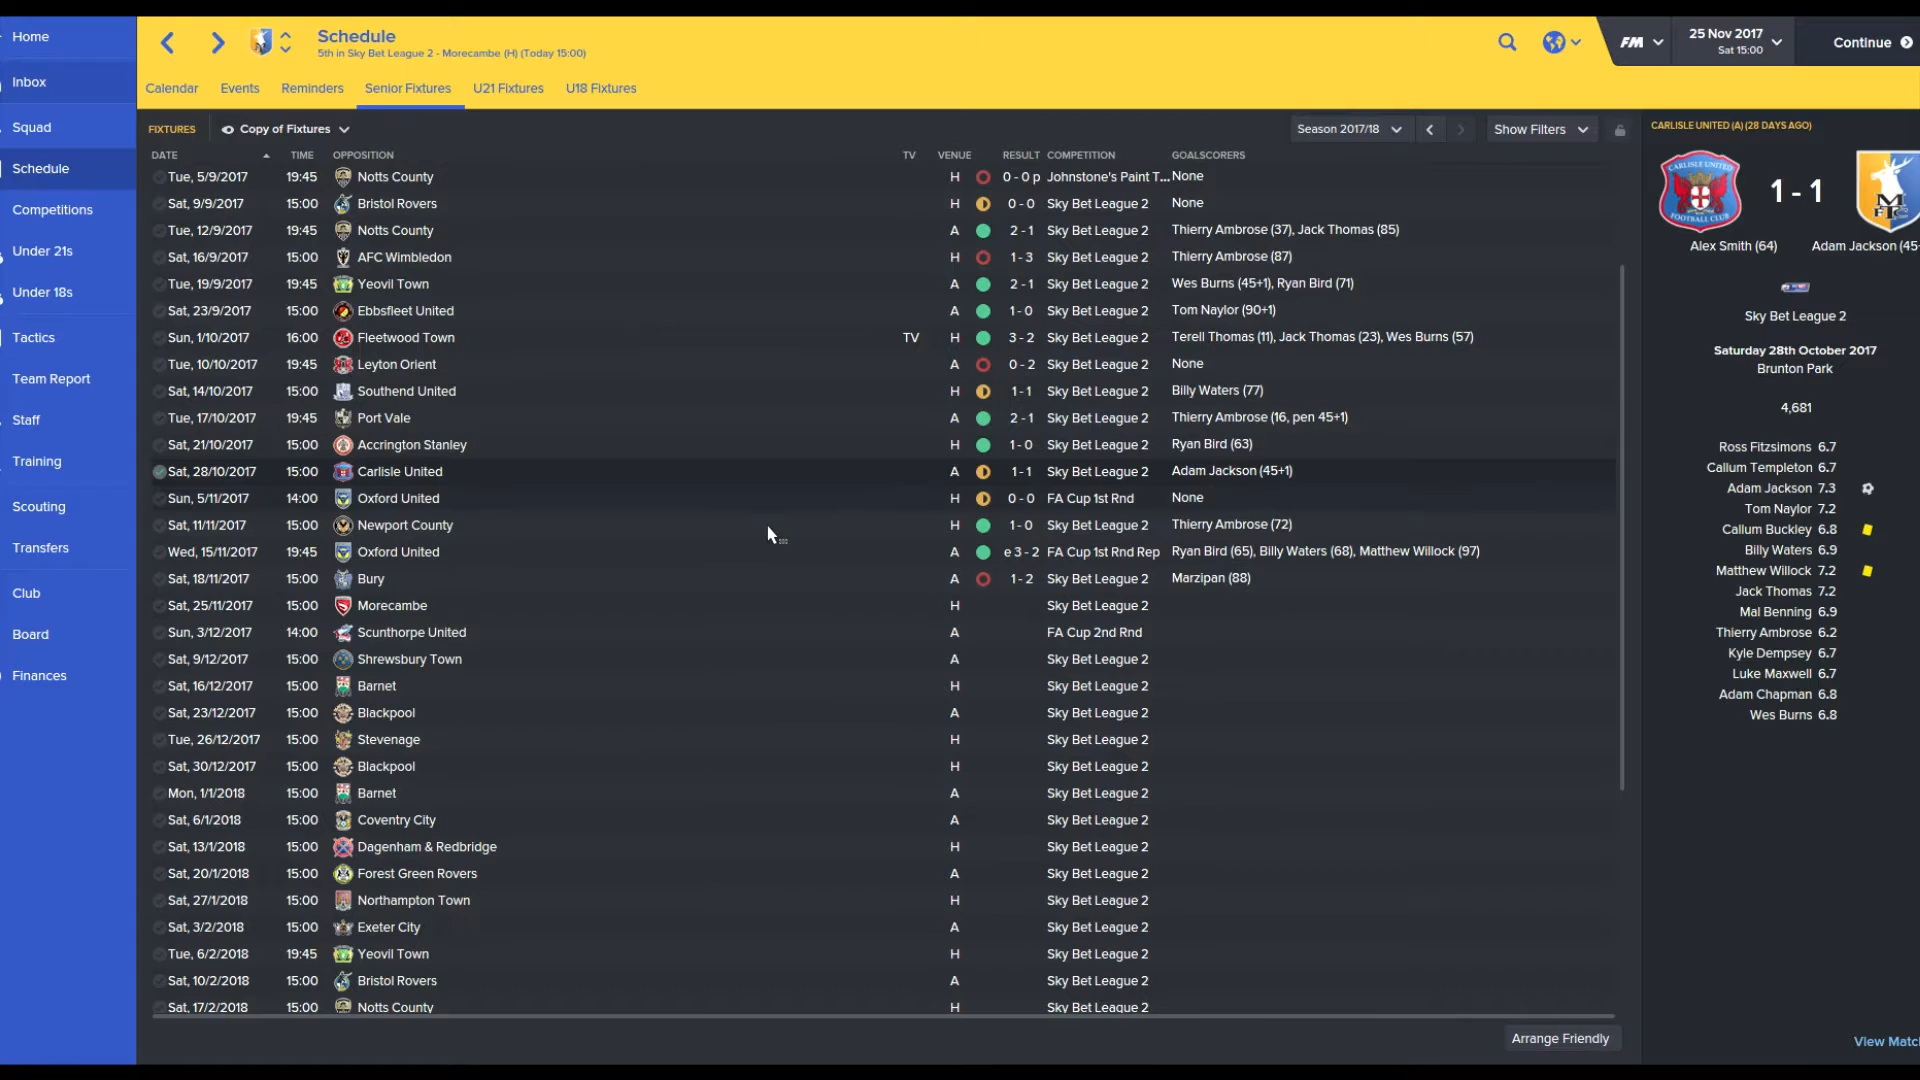 Home
Inbox
Squad
Schedule
Competitions
Under 21s
Under 18s
Tactics
Team Report
Staff
Training
Scouting
Transfers
Club
Board
Finances
Schedule
5th in Sky Bet League 2 - Morecambe (H) (Today 15:00)
FM
25 Nov 2017
Sat 15:00
Continue
Calendar Events Reminders Senior Fixtures U21 Fixtures U18 Fixtures
FIXTURES Copy of Fixtures Season 2017/18 Show Filters
DATE TIME OPPOSITION TV VENUE RESULT COMPETITION GOALSCORERS
Tue, 5/9/2017 19:45 Notts County H 0 - 0 p Johnstone's Paint T... None
Sat, 9/9/2017 15:00 Bristol Rovers H 0 - 0 Sky Bet League 2 None
Tue, 12/9/2017 19:45 Notts County A 2 - 1 Sky Bet League 2 Thierry Ambrose (37), Jack Thomas (85)
Sat, 16/9/2017 15:00 AFC Wimbledon H 1 - 3 Sky Bet League 2 Thierry Ambrose (87)
Tue, 19/9/2017 19:45 Yeovil Town A 2 - 1 Sky Bet League 2 Wes Burns (45+1), Ryan Bird (71)
Sat, 23/9/2017 15:00 Ebbsfleet United A 1 - 0 Sky Bet League 2 Tom Naylor (90+1)
Sun, 1/10/2017 16:00 Fleetwood Town TV H 3 - 2 Sky Bet League 2 Terell Thomas (11), Jack Thomas (23), Wes Burns (57)
Tue, 10/10/2017 19:45 Leyton Orient A 0 - 2 Sky Bet League 2 None
Sat, 14/10/2017 15:00 Southend United H 1 - 1 Sky Bet League 2 Billy Waters (77)
Tue, 17/10/2017 19:45 Port Vale A 2 - 1 Sky Bet League 2 Thierry Ambrose (16, pen 45+1)
Sat, 21/10/2017 15:00 Accrington Stanley H 1 - 0 Sky Bet League 2 Ryan Bird (63)
Sat, 28/10/2017 15:00 Carlisle United A 1 - 1 Sky Bet League 2 Adam Jackson (45+1)
Sun, 5/11/2017 14:00 Oxford United H 0 - 0 FA Cup 1st Rnd None
Sat, 11/11/2017 15:00 Newport County H 1 - 0 Sky Bet League 2 Thierry Ambrose (72)
Wed, 15/11/2017 19:45 Oxford United A e 3 - 2 FA Cup 1st Rnd Rep Ryan Bird (65), Billy Waters (68), Matthew Willock (97)
Sat, 18/11/2017 15:00 Bury A 1 - 2 Sky Bet League 2 Marzipan (88)
Sat, 25/11/2017 15:00 Morecambe H Sky Bet League 2
Sun, 3/12/2017 14:00 Scunthorpe United A FA Cup 2nd Rnd
Sat, 9/12/2017 15:00 Shrewsbury Town A Sky Bet League 2
Sat, 16/12/2017 15:00 Barnet H Sky Bet League 2
Sat, 23/12/2017 15:00 Blackpool A Sky Bet League 2
Tue, 26/12/2017 15:00 Stevenage H Sky Bet League 2
Sat, 30/12/2017 15:00 Blackpool H Sky Bet League 2
Mon, 1/1/2018 15:00 Barnet A Sky Bet League 2
Sat, 6/1/2018 15:00 Coventry City A Sky Bet League 2
Sat, 13/1/2018 15:00 Dagenham & Redbridge H Sky Bet League 2
Sat, 20/1/2018 15:00 Forest Green Rovers A Sky Bet League 2
Sat, 27/1/2018 15:00 Northampton Town H Sky Bet League 2
Sat, 3/2/2018 15:00 Exeter City A Sky Bet League 2
Tue, 6/2/2018 19:45 Yeovil Town H Sky Bet League 2
Sat, 10/2/2018 15:00 Bristol Rovers A Sky Bet League 2
Sat, 17/2/2018 15:00 Notts County H Sky Bet League 2
Arrange Friendly
CARLISLE UNITED (A) (28 DAYS AGO)
CARLISLE UNITED
FOOTBALL CLUB
1 - 1
Alex Smith (64) Adam Jackson (45+
Sky Bet League 2
Saturday 28th October 2017
Brunton Park
4,681
Ross Fitzsimons 6.7
Callum Templeton 6.7
Adam Jackson 7.3
Tom Naylor 7.2
Callum Buckley 6.8
Billy Waters 6.9
Matthew Willock 7.2
Jack Thomas 7.2
Mal Benning 6.9
Thierry Ambrose 6.2
Kyle Dempsey 6.7
Luke Maxwell 6.7
Adam Chapman 6.8
Wes Burns 6.8
View Matc